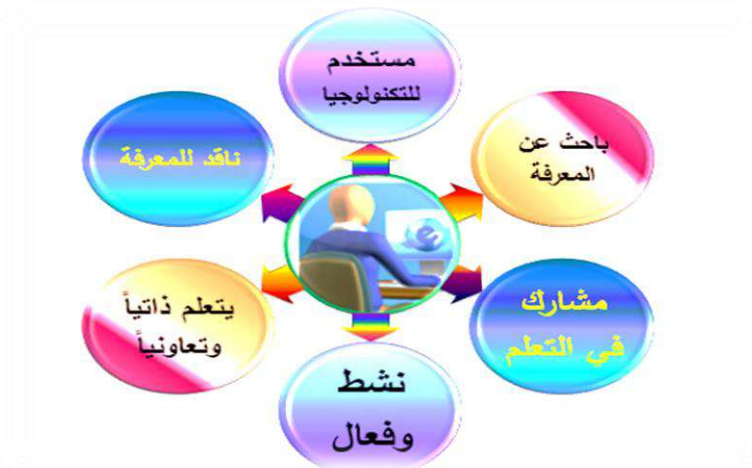 مستخدم
للتكنولوجيا
باحث عن
المعرفة
مشارك
في التعلم
نشط
وفعال
يتعلم ذاتياً
وتعاونياً
ناقد للمعرفة